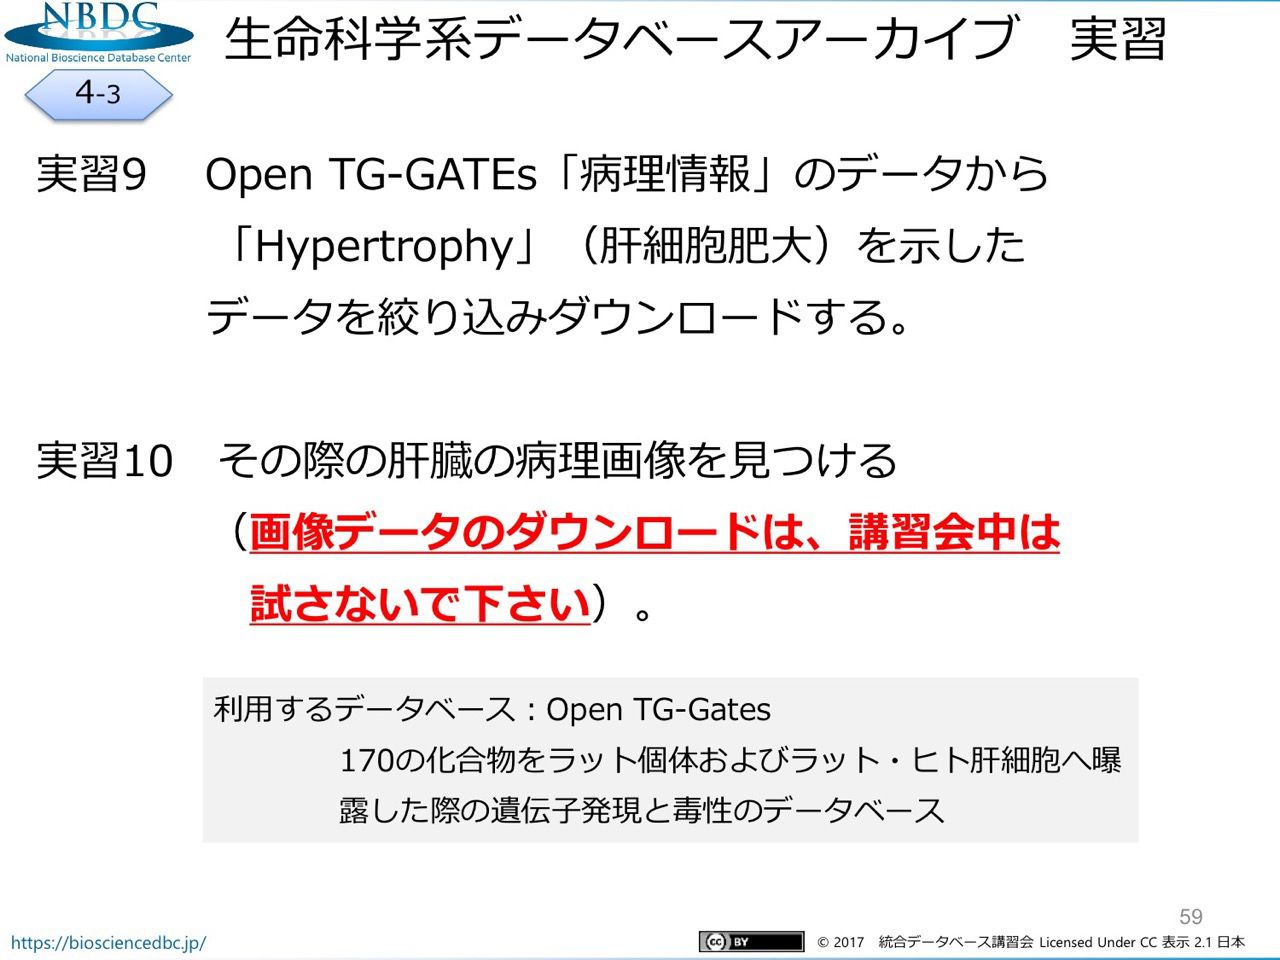 NBDC
National Bioscience Database Center
生命科学系データベースアーカイブ　実習
4-3
実習9　Open TG-GATEs「病理情報」のデータから
「Hypertrophy」（肝細胞肥大）を示した
データを絞り込みダウンロードする。
実習10　その際の肝臓の病理画像を見つける
（画像データのダウンロードは、講習会中は
試さないで下さい）。
利用するデータベース：Open TG-Gates
170の化合物をラット個体およびラット・ヒト肝細胞へ曝
露した際の遺伝子発現と毒性のデータベース
59
https://biosciencedbc.jp/
cc BY © 2017　統合データベース講習会 Licensed Under CC 表示 2.1 日本